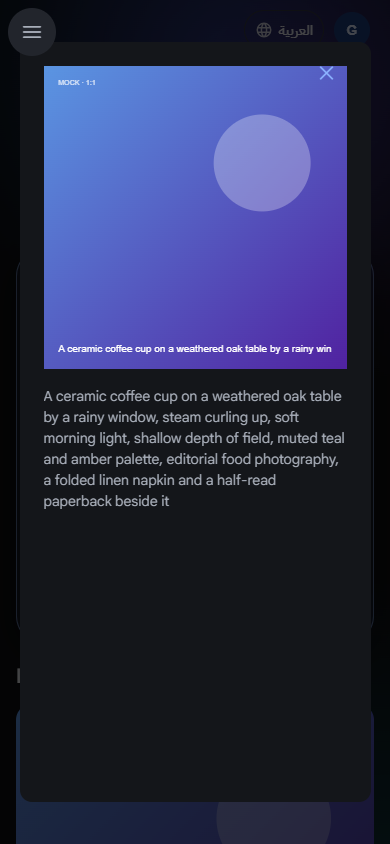 العربية
G
MOCK · 1:1
A ceramic coffee cup on a weathered oak table by a rainy win
A ceramic coffee cup on a weathered oak table
by a rainy window, steam curling up, soft
morning light, shallow depth of field, muted teal
and amber palette, editorial food photography,
a folded linen napkin and a half-read
paperback beside it